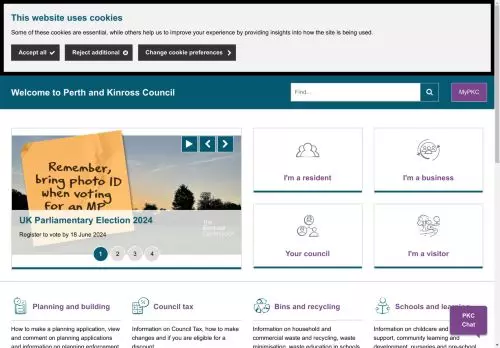 This website uses cookies
Some of these cookies are essential, while others help us to improve your experience by providing insights into how the site is being used.
Accept all
Reject additional
Change cookie preferences
Welcome to Perth and Kinross Council
Find...
MyPKC
Remember,
bring photo ID
when voting
for an MP
UK Parliamentary Election 2024
Register to vote by 18 June 2024
The
Electoral
Commission
1 2 3 4
I'm a resident
I'm a business
Your council
I'm a visitor
Planning and building
How to make a planning application, view
and comment on planning applications
and information on planning enforcement
Council tax
Information on Council Tax, how to make
changes and if you are eligible for a
discount
Bins and recycling
Information on household and
commercial waste and recycling, waste
minimisation, waste education in schools
Schools and learning
Information on childcare and
support, community learning and
development, nurseries and pre-school
PKC
Chat